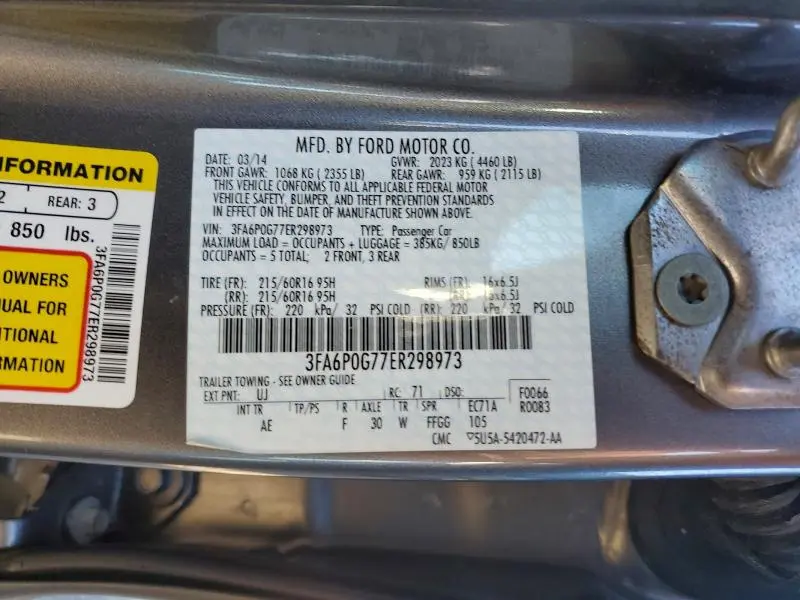 NFORMATION
2 REAR: 3
850 lbs.
OWNERS
NUAL FOR
ITIONAL
RMATION
3FA6P0G77ER298973
MFD. BY FORD MOTOR CO.
DATE: 03/14 GVWR: 2023 KG ( 4460 LB)
FRONT GAWR: 1068 KG ( 2355 LB) REAR GAWR: 959 KG ( 2115 LB)
THIS VEHICLE CONFORMS TO ALL APPLICABLE FEDERAL MOTOR
VEHICLE SAFETY, BUMPER, AND THEFT PREVENTION STANDARDS
IN EFFECT ON THE DATE OF MANUFACTURE SHOWN ABOVE.
VIN: 3FA6P0G77ER298973 TYPE: Passenger Car
MAXIMUM LOAD = OCCUPANTS + LUGGAGE = 385KG/ 850LB
OCCUPANTS = 5 TOTAL; 2 FRONT, 3 REAR
TIRE (FR): 215/60R16 95H RIMS (FR): 16x6.5J
(RR): 215/60R16 95H (RR): 16x6.5J
PRESSURE (FR): 220 kPa/ 32 PSI COLD (RR): 220 kPa/ 32 PSI COLD
3FA6P0G77ER298973
TRAILER TOWING - SEE OWNER GUIDE
EXT PNT: UJ RC: 71 DSO: F0066
INT TR TP/PS R AXLE TR SPR EC71A R0083
AE F 30 W FFGG 105
CMC 5U5A-5420472-AA